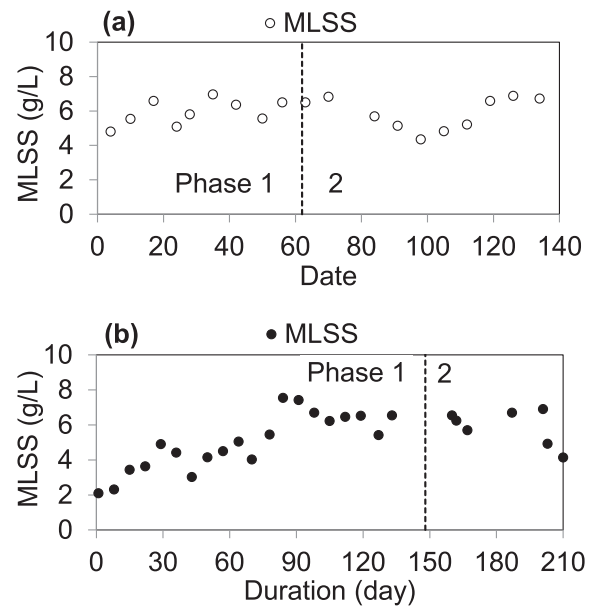 (a)
○ MLSS
10
8
6
4
2
0
MLSS (g/L)
Phase 1
2
0 20 40 60 80 100 120 140
Date
(b)
● MLSS
10
8
6
4
2
0
MLSS (g/L)
Phase 1
2
0 30 60 90 120 150 180 210
Duration (day)